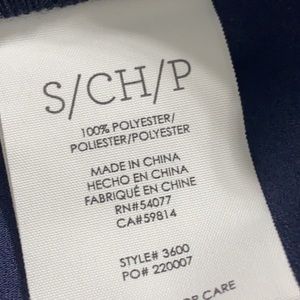 S/CH/P
100% POLYESTER/
POLIESTER/POLYESTER
MADE IN CHINA
HECHO EN CHINA
FABRIQUÉ EN CHINE
RN#54077
CA#59814
STYLE# 3600
PO# 220007
CARE